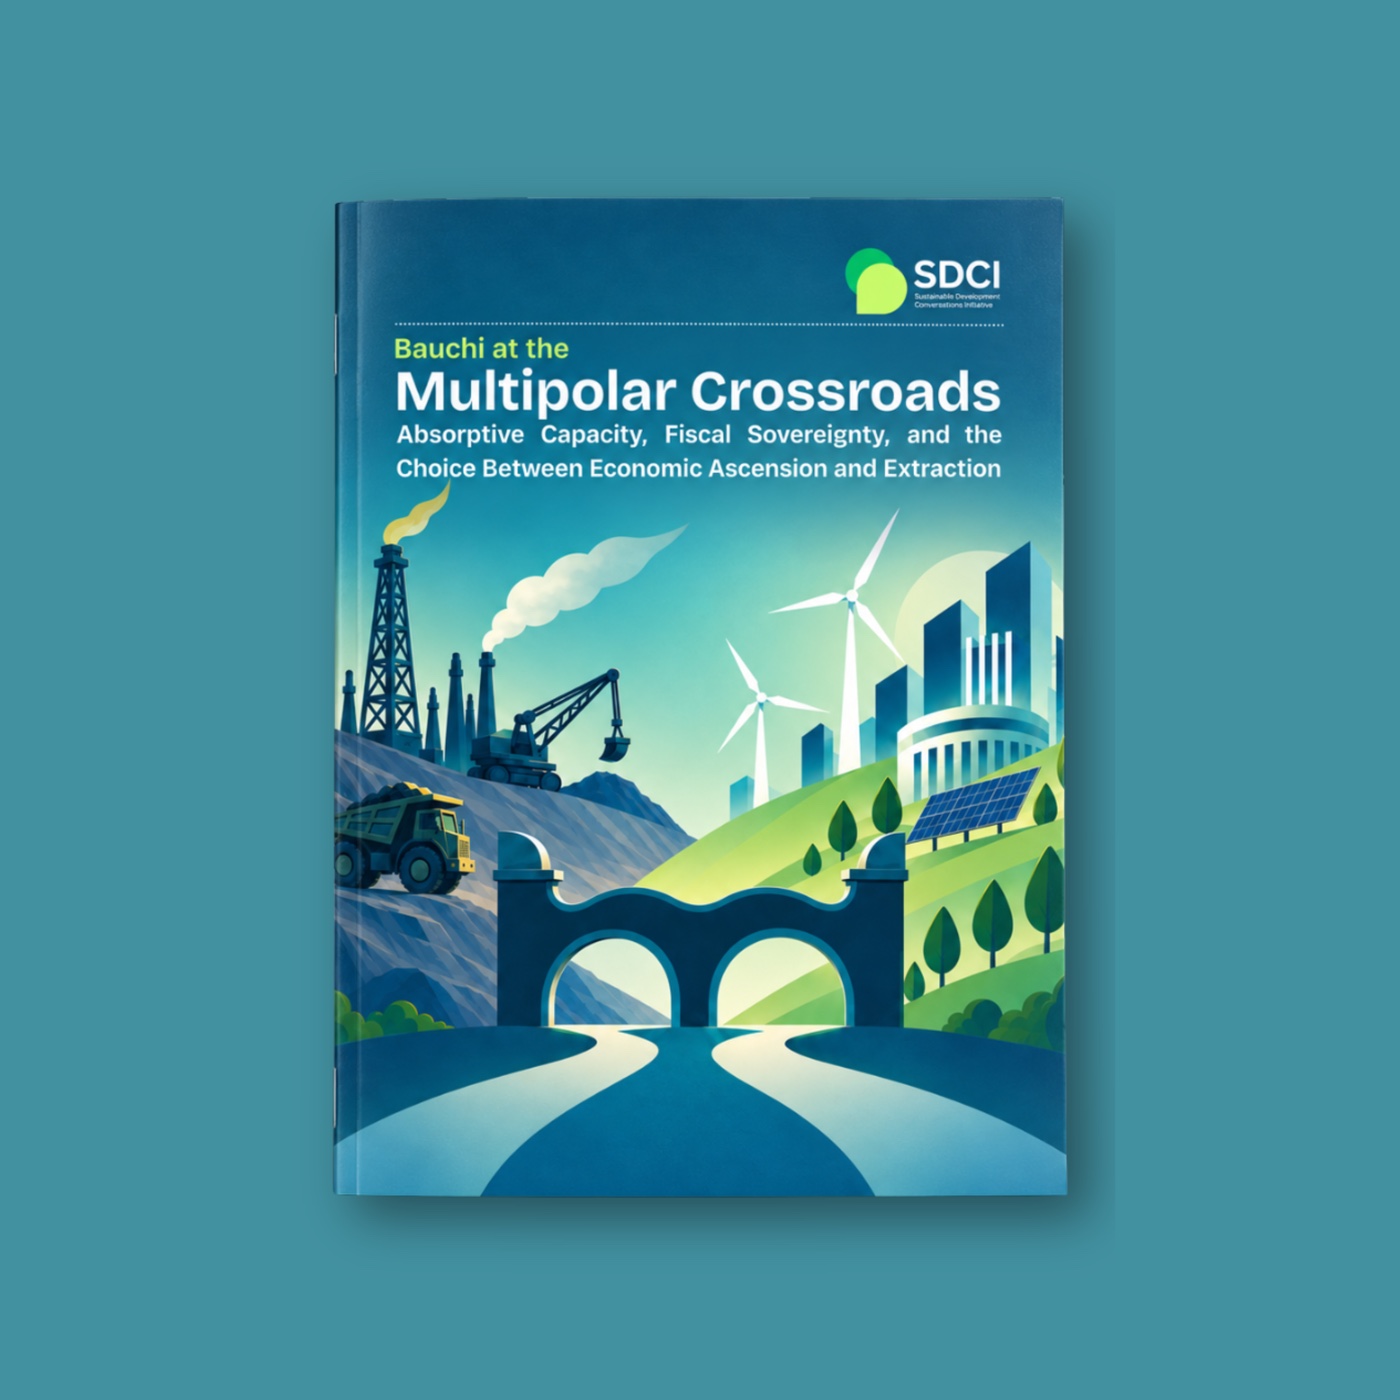 SDCI
Sustainable Development
Conversations Initiative
Bauchi at the
Multipolar Crossroads
Absorptive Capacity, Fiscal Sovereignty, and the
Choice Between Economic Ascension and Extraction